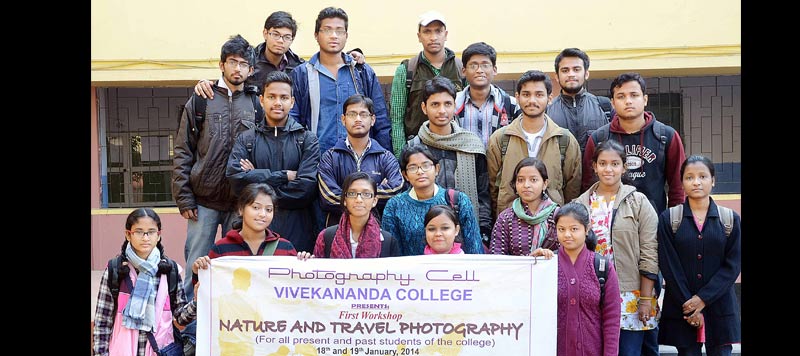 Photography Cell
VIVEKANANDA COLLEGE
PRESENTS:
First Workshop
NATURE AND TRAVEL PHOTOGRAPHY
(For all present and past students of the college)
18th and 19th January, 2014